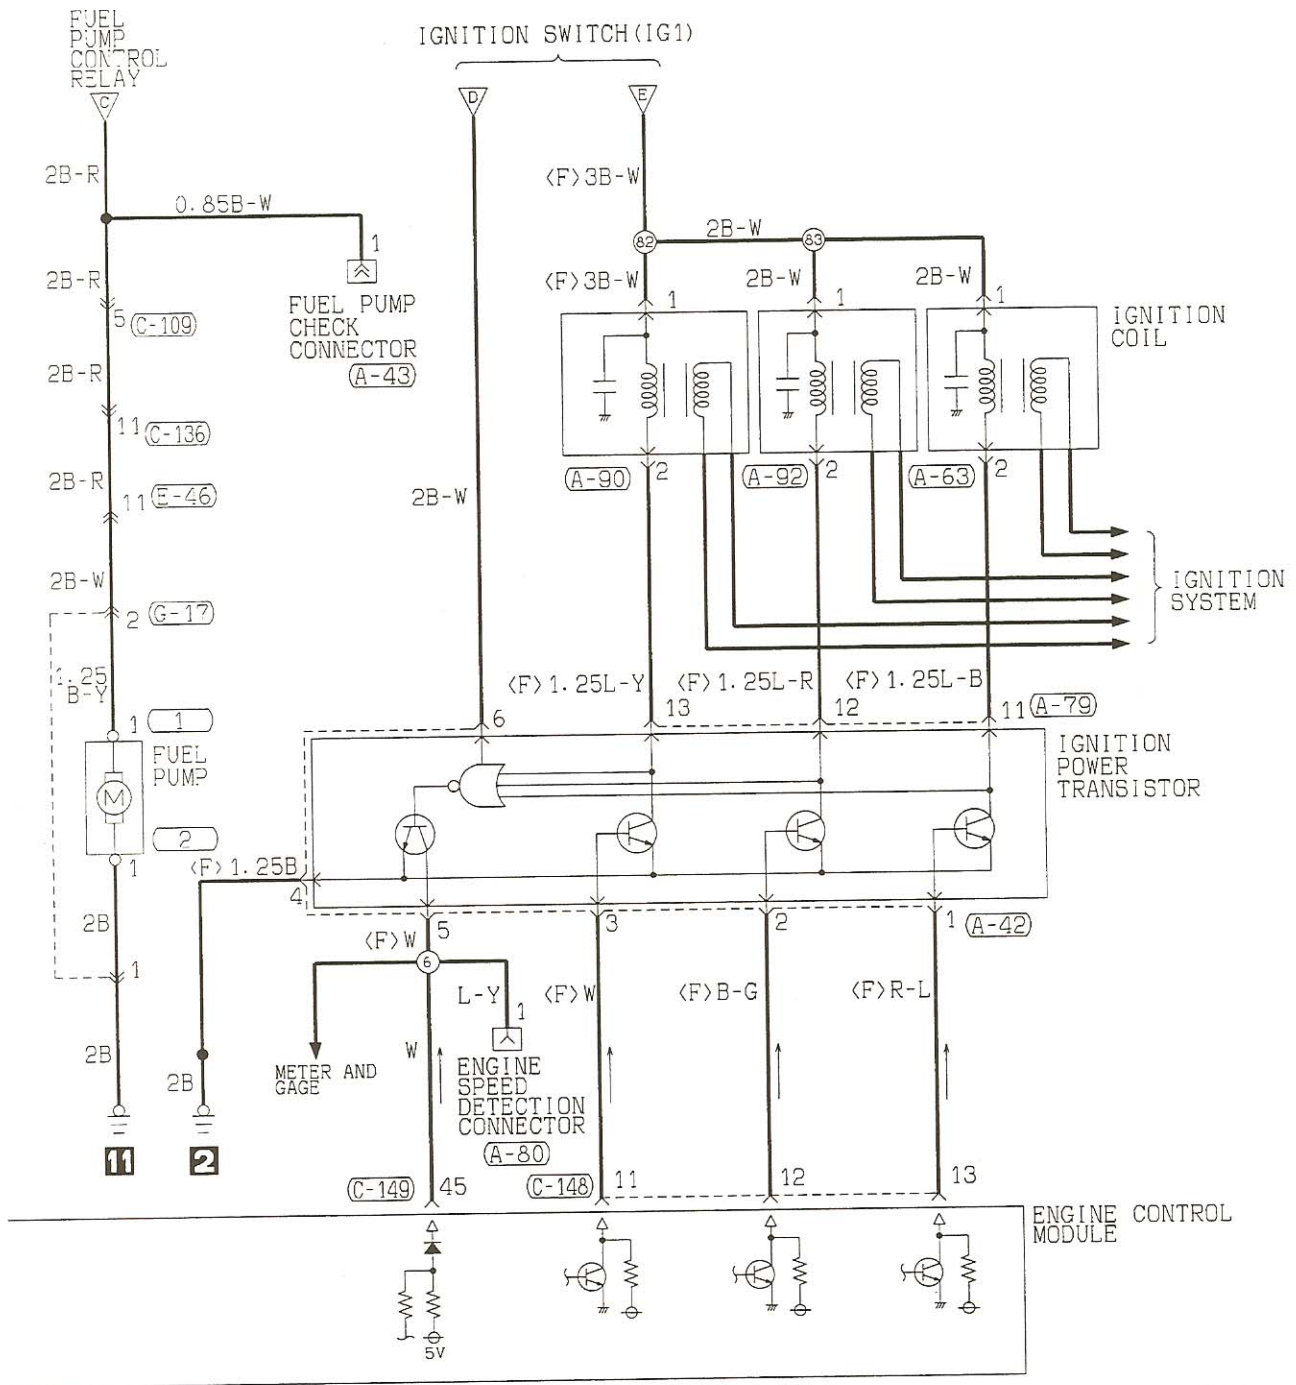 FUEL
PUMP
CONTROL
RELAY
IGNITION SWITCH(IG1)
C
D
E
2B-R
<F>3B-W
0.85B-W
2B-W
82
83
1
2B-R
<F>3B-W
2B-W
2B-W
FUEL PUMP
CHECK
CONNECTOR
A-43
1
1
1
IGNITION
COIL
5
C-109
2B-R
11
C-136
2B-R
11
E-46
2B-W
A-90
2
A-92
2
A-63
2
2B-W
2
G-17
IGNITION
SYSTEM
1.25
B-Y
<F>1.25L-Y
<F>1.25L-R
<F>1.25L-B
1
1
6
13
12
11
A-79
FUEL
PUMP
M
IGNITION
POWER
TRANSISTOR
2
1
<F>1.25B
4
2B
5
3
2
1
A-42
<F>W
6
1
L-Y
1
<F>W
<F>B-G
<F>R-L
2B
2B
METER AND
GAGE
W
ENGINE
SPEED
DETECTION
CONNECTOR
A-80
11
2
C-149
45
C-148
11
12
13
ENGINE CONTROL
MODULE
5V